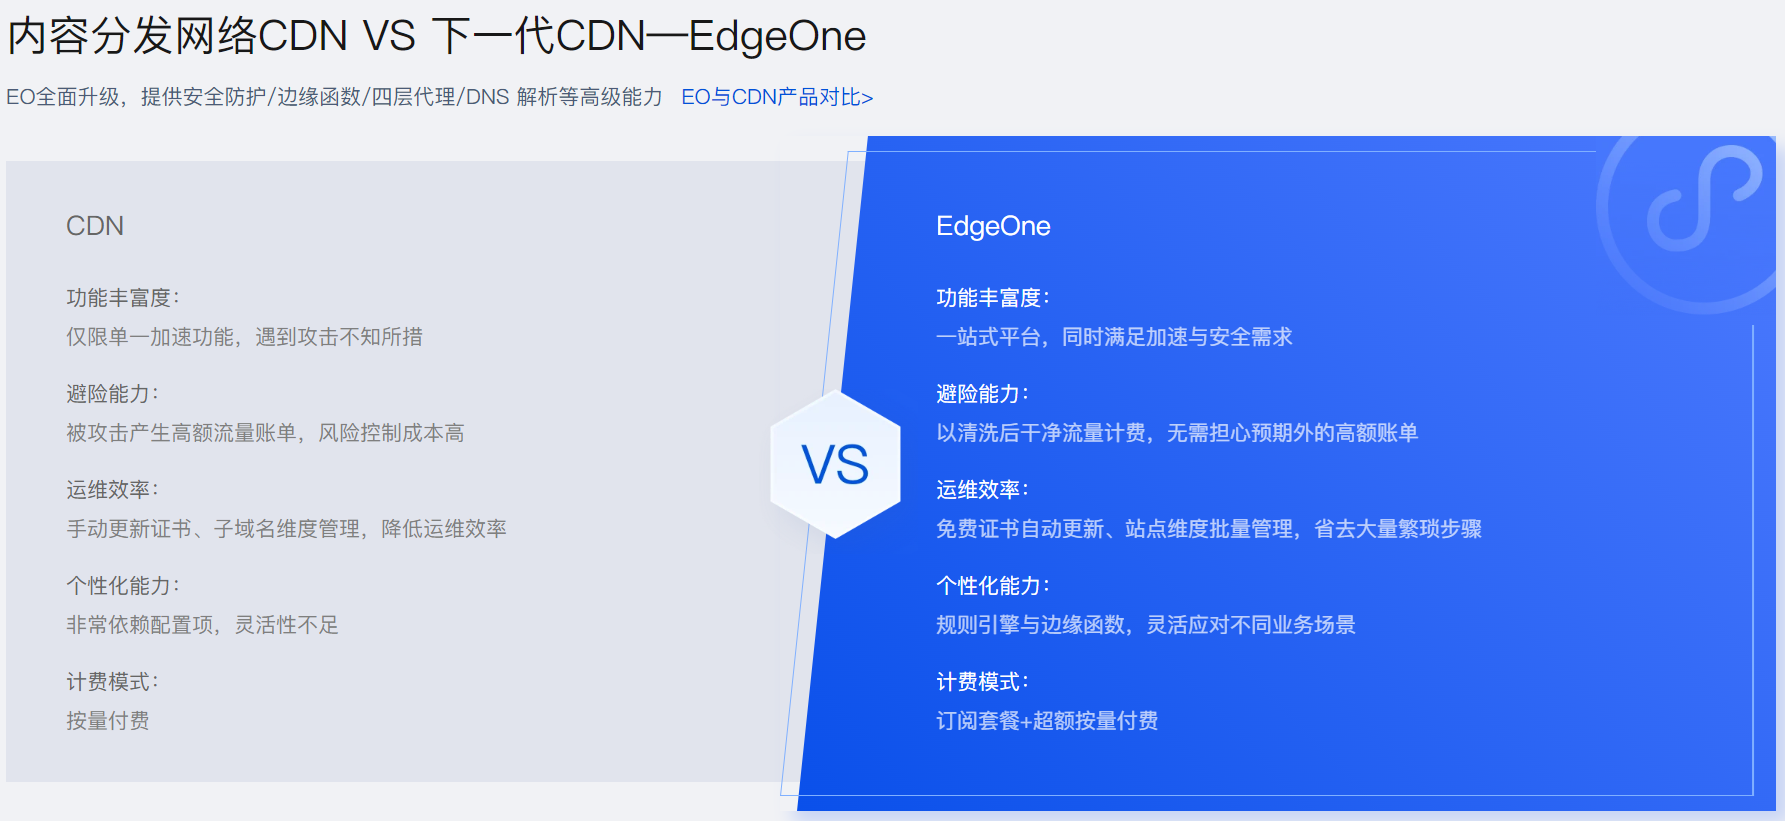 内容分发网络CDN VS 下一代CDN—EdgeOne
EO全面升级，提供安全防护/边缘函数/四层代理/DNS 解析等高级能力 EO与CDN产品对比>
CDN
功能丰富度：
仅限单一加速功能，遇到攻击不知所措
避险能力：
被攻击产生高额流量账单，风险控制成本高
运维效率：
手动更新证书、子域名维度管理，降低运维效率
个性化能力：
非常依赖配置项，灵活性不足
计费模式：
按量付费
VS
EdgeOne
功能丰富度：
一站式平台，同时满足加速与安全需求
避险能力：
以清洗后干净流量计费，无需担心预期外的高额账单
运维效率：
免费证书自动更新、站点维度批量管理，省去大量繁琐步骤
个性化能力：
规则引擎与边缘函数，灵活应对不同业务场景
计费模式：
订阅套餐+超额按量付费